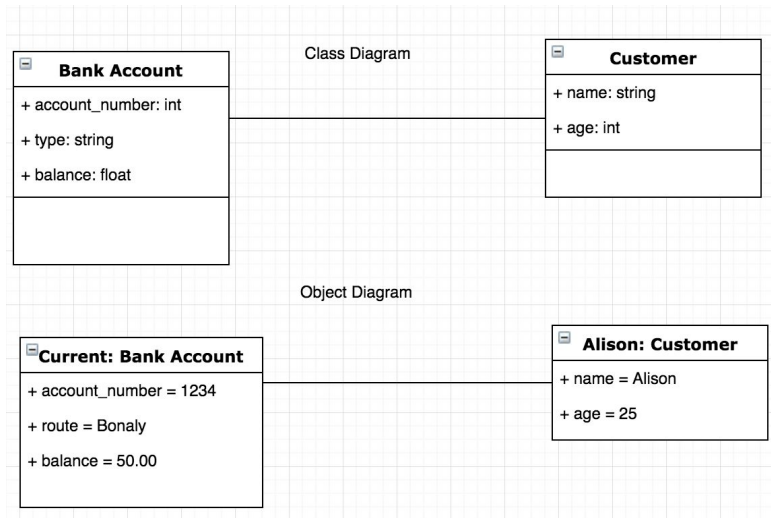 Class Diagram
Bank Account
+ account_number: int
+ type: string
+ balance: float
Customer
+ name: string
+ age: int
Object Diagram
Current: Bank Account
+ account_number = 1234
+ route = Bonaly
+ balance = 50.00
Alison: Customer
+ name = Alison
+ age = 25